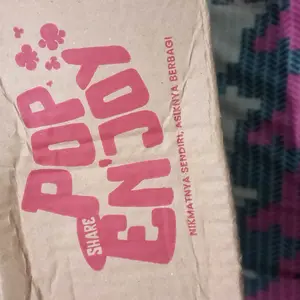 POP
SHARE
ENJOY
NIKMATNYA SENDIRI, ASIKNYA BERBAGI